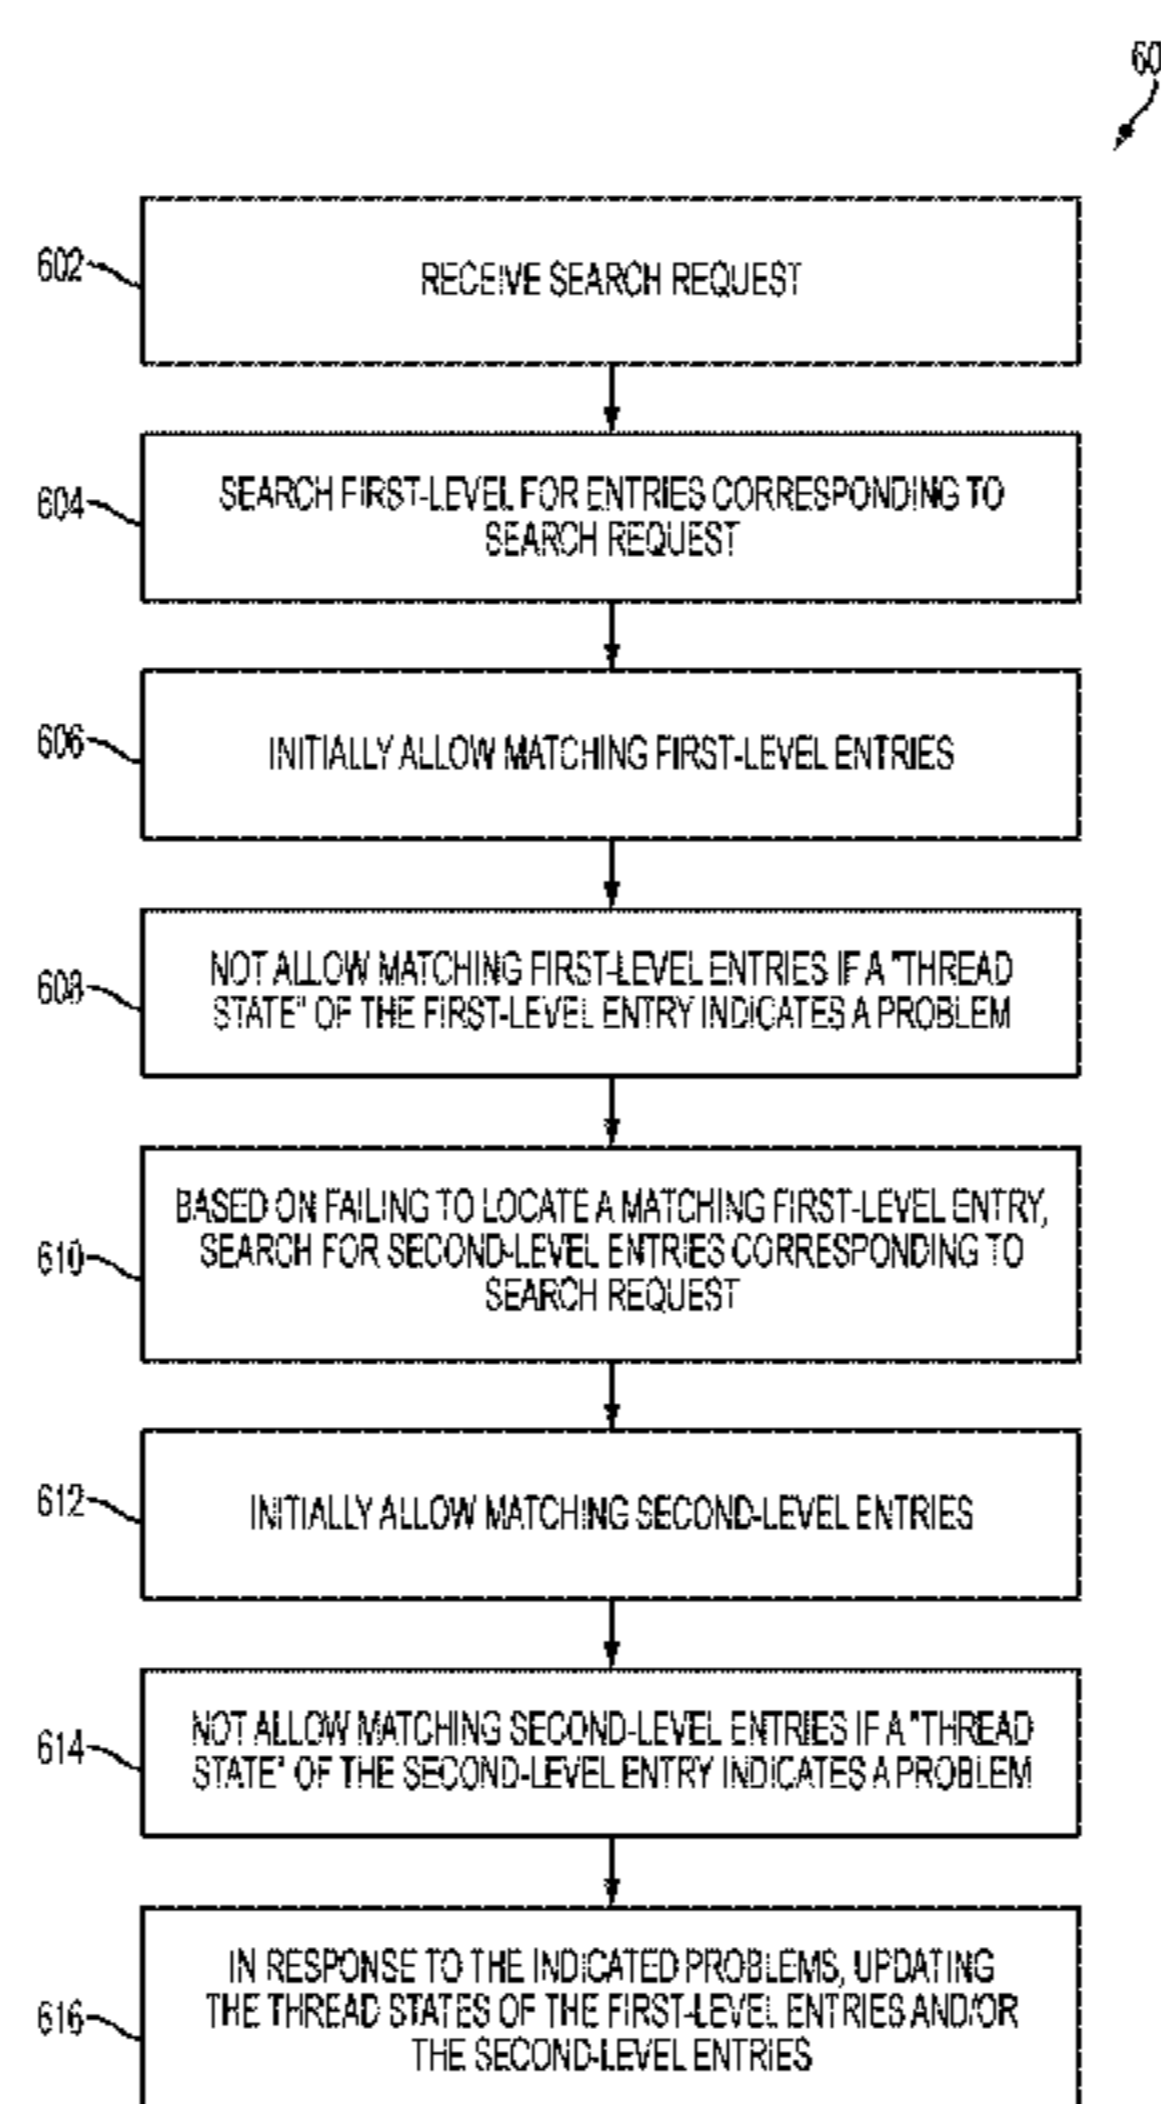 60
602
RECEIVE SEARCH REQUEST
604
SEARCH FIRST-LEVEL FOR ENTRIES CORRESPONDING TO
SEARCH REQUEST
606
INITIALLY ALLOW MATCHING FIRST-LEVEL ENTRIES
608
NOT ALLOW MATCHING FIRST-LEVEL ENTRIES IF A "THREAD
STATE" OF THE FIRST-LEVEL ENTRY INDICATES A PROBLEM
610
BASED ON FAILING TO LOCATE A MATCHING FIRST-LEVEL ENTRY,
SEARCH FOR SECOND-LEVEL ENTRIES CORRESPONDING TO
SEARCH REQUEST
612
INITIALLY ALLOW MATCHING SECOND-LEVEL ENTRIES
614
NOT ALLOW MATCHING SECOND-LEVEL ENTRIES IF A "THREAD
STATE" OF THE SECOND-LEVEL ENTRY INDICATES A PROBLEM
616
IN RESPONSE TO THE INDICATED PROBLEMS, UPDATING
THE THREAD STATES OF THE FIRST-LEVEL ENTRIES AND/OR
THE SECOND-LEVEL ENTRIES